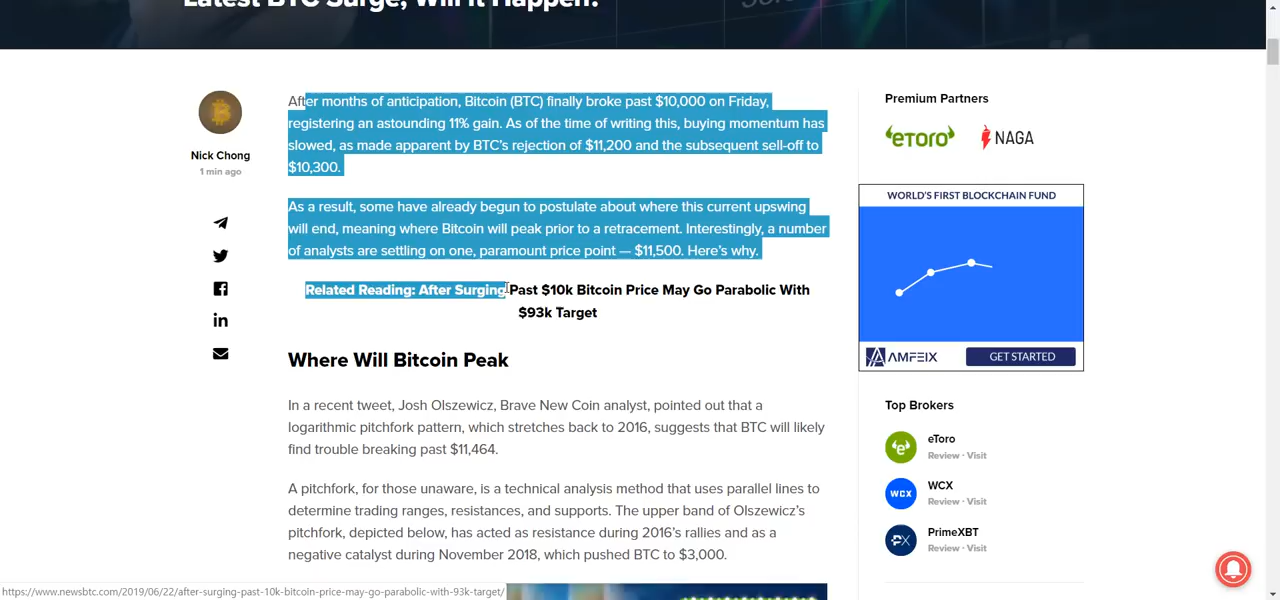 Latest BTC Surge, Will It Happen?
Nick Chong
1 min ago
After months of anticipation, Bitcoin (BTC) finally broke past $10,000 on Friday,
registering an astounding 11% gain. As of the time of writing this, buying momentum has
slowed, as made apparent by BTC's rejection of $11,200 and the subsequent sell-off to
$10,300.
As a result, some have already begun to postulate about where this current upswing
will end, meaning where Bitcoin will peak prior to a retracement. Interestingly, a number
of analysts are settling on one, paramount price point — $11,500. Here's why.
Related Reading: After Surging Past $10k Bitcoin Price May Go Parabolic With
$93k Target
Where Will Bitcoin Peak
In a recent tweet, Josh Olszewicz, Brave New Coin analyst, pointed out that a
logarithmic pitchfork pattern, which stretches back to 2016, suggests that BTC will likely
find trouble breaking past $11,464.
A pitchfork, for those unaware, is a technical analysis method that uses parallel lines to
determine trading ranges, resistances, and supports. The upper band of Olszewicz's
pitchfork, depicted below, has acted as resistance during 2016's rallies and as a
negative catalyst during November 2018, which pushed BTC to $3,000.
Premium Partners
eToro
NAGA
WORLD'S FIRST BLOCKCHAIN FUND
AMFEIX
GET STARTED
Top Brokers
eToro
Review · Visit
WCX
WCX
Review · Visit
PrimeXBT
Review · Visit
https://www.newsbtc.com/2019/06/22/after-surging-past-10k-bitcoin-price-may-go-parabolic-with-93k-target/